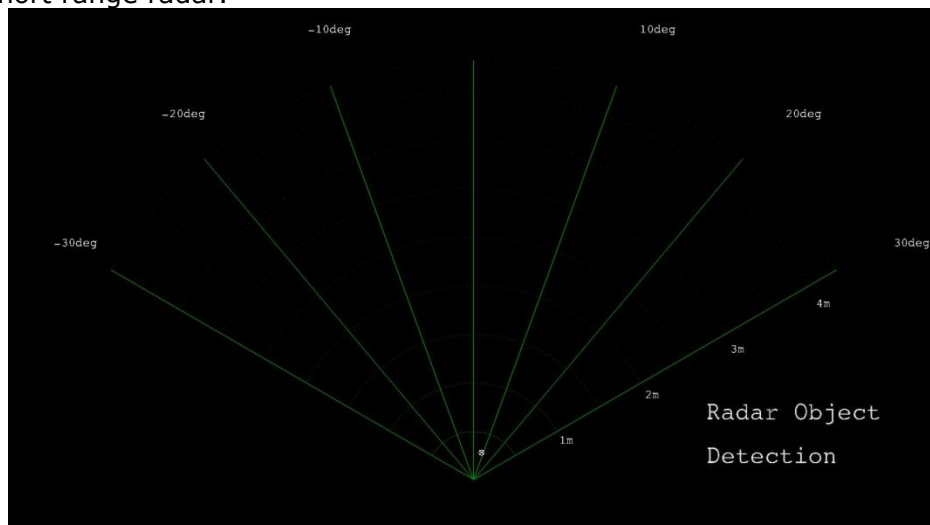 short range radar.
-10deg
10deg
-20deg
20deg
-30deg
30deg
4m
3m
2m
1m
Radar Object
Detection